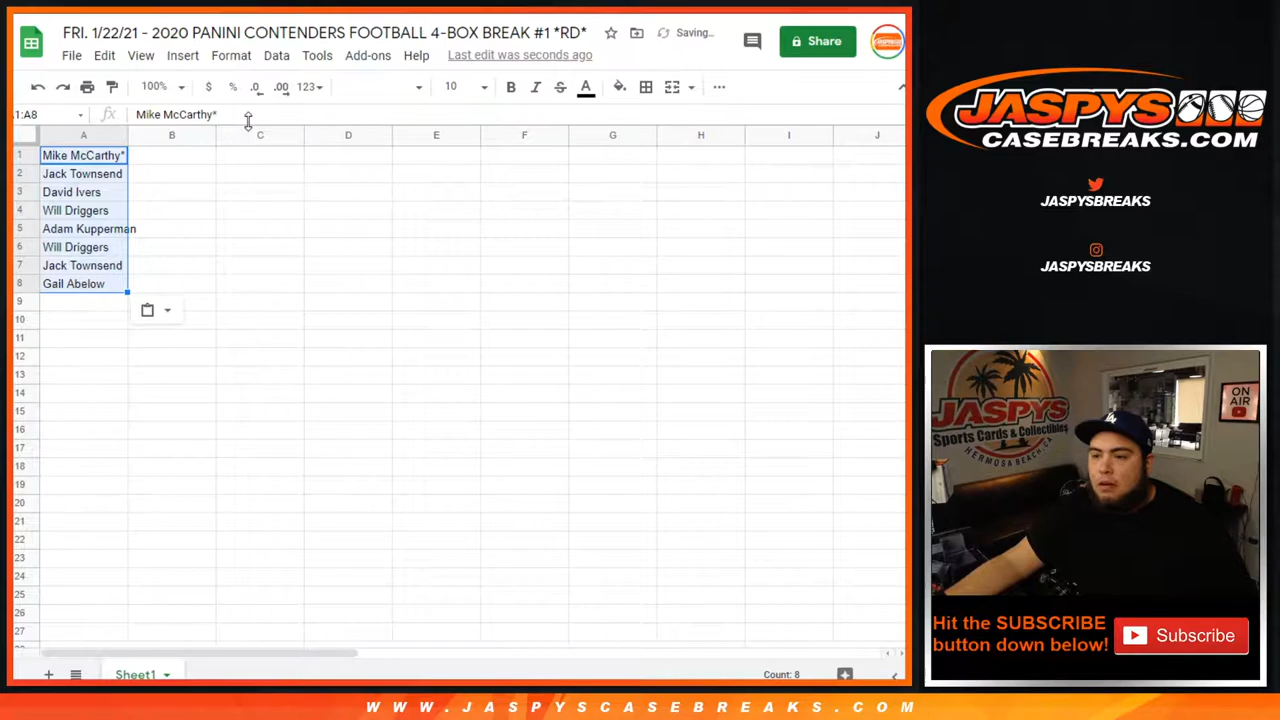 FRI. 1/22/21 - 2020 PANINI CONTENDERS FOOTBALL 4-BOX BREAK #1 *RD*
Saving...
File Edit View Insert Format Data Tools Add-ons Help Last edit was seconds ago
Share
100% $ % .0 .00 123 10 B I S A
1:A8 fx Mike McCarthy*
A B C D E F G H I J
1 Mike McCarthy*
2 Jack Townsend
3 David Ivers
4 Will Driggers
5 Adam Kupperman
6 Will Driggers
7 Jack Townsend
8 Gail Abelow
9
10
11
12
13
14
15
16
17
18
19
20
21
22
23
24
25
26
27
Sheet1
Count: 8
JASPYS
CASEBREAKS.COM
JASPYSBREAKS
JASPYSBREAKS
JASPYS
Sports Cards & Collectibles
HERMOSA BEACH, CA
ON
AIR
LA
Hit the SUBSCRIBE
button down below!
Subscribe
WWW.JASPYSCASEBREAKS.COM